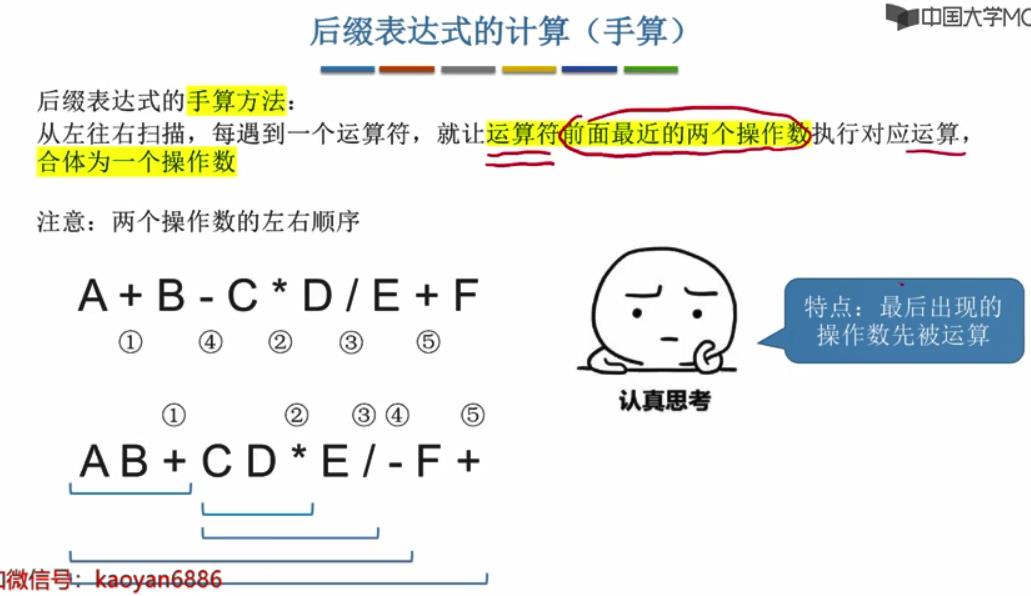 中国大学MO
后缀表达式的计算（手算）
后缀表达式的手算方法：
从左往右扫描，每遇到一个运算符，就让运算符前面最近的两个操作数执行对应运算，
合体为一个操作数
注意：两个操作数的左右顺序
A + B - C * D / E + F
① ④ ② ③ ⑤
特点：最后出现的
操作数先被运算
认真思考
① ② ③ ④ ⑤
A B + C D * E / - F +
微信号：kaoyan6886